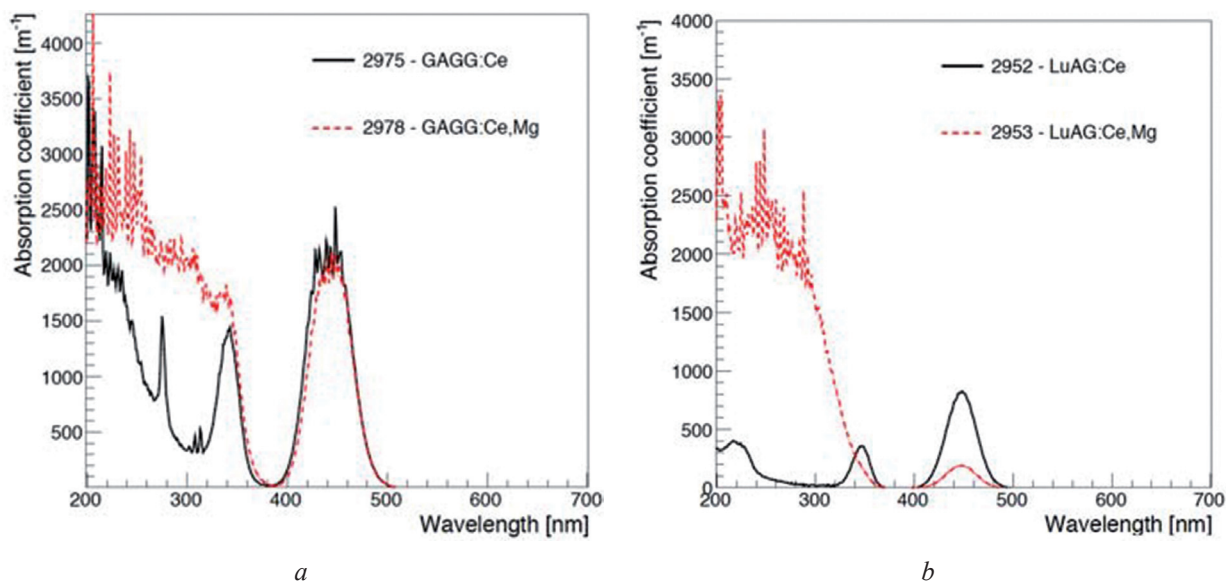 Absorption coefficient [m⁻¹]
4000
3500
3000
2500
2000
1500
1000
500
2975 - GAGG:Ce
2978 - GAGG:Ce,Mg
200 300 400 500 600 700
Wavelength [nm]
a
Absorption coefficient [m⁻¹]
4000
3500
3000
2500
2000
1500
1000
500
0
2952 - LuAG:Ce
2953 - LuAG:Ce,Mg
200 300 400 500 600 700
Wavelength [nm]
b